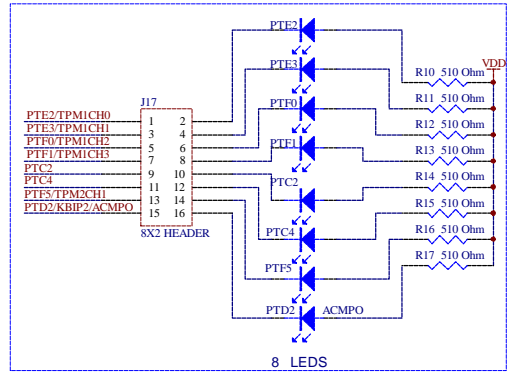 PTE2
VDD
PTE3
R10 510 Ohm
J17
R11 510 Ohm
PTE2/TPM1CH0
1 2
PTF0
PTE3/TPM1CH1
3 4
R12 510 Ohm
PTF0/TPM1CH2
5 6
PTF1
PTF1/TPM1CH3
7 8
R13 510 Ohm
PTC2
9 10
PTC2
R14 510 Ohm
PTC4
11 12
PTF5/TPM2CH1
13 14
R15 510 Ohm
PTD2/KBIP2/ACMPO
15 16
8X2 HEADER
PTC4
R16 510 Ohm
R17 510 Ohm
PTF5
PTD2
ACMPO
8 LEDS